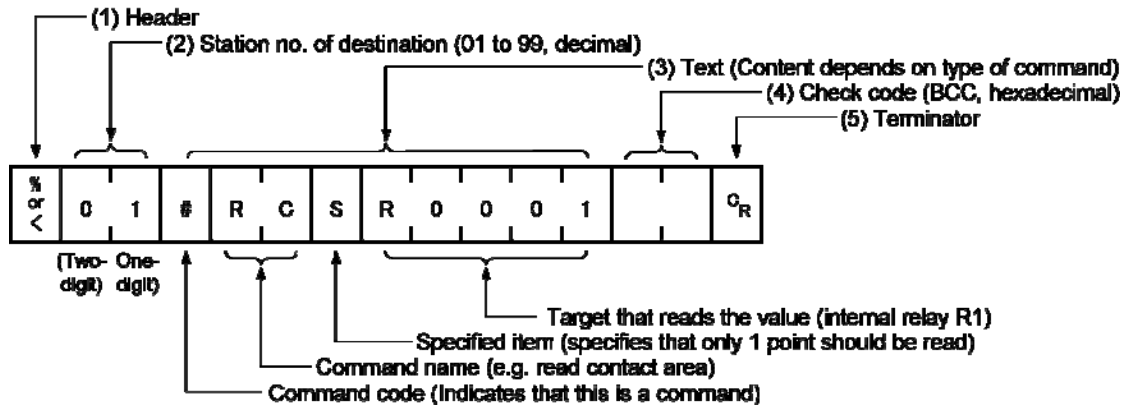 (1) Header
(2) Station no. of destination (01 to 99, decimal)
(3) Text (Content depends on type of command)
(4) Check code (BCC, hexadecimal)
(5) Terminator
% or < 0 1 # R C S R 0 0 0 1 CR
(Two-digit) One-digit)
Target that reads the value (internal relay R1)
Specified item (specifies that only 1 point should be read)
Command name (e.g. read contact area)
Command code (Indicates that this is a command)